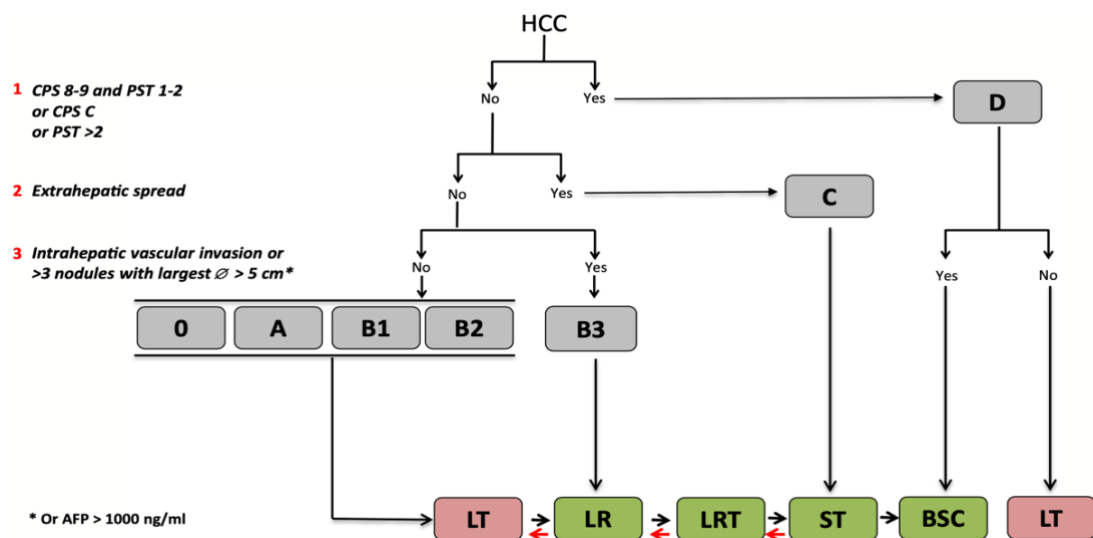 HCC
1 CPS 8-9 and PST 1-2
or CPS C
or PST >2
No
Yes
D
2 Extrahepatic spread
No
Yes
C
3 Intrahepatic vascular invasion or
>3 nodules with largest ∅ > 5 cm*
No
Yes
Yes
No
0
A
B1
B2
B3
* Or AFP > 1000 ng/ml
LT
LR
LRT
ST
BSC
LT